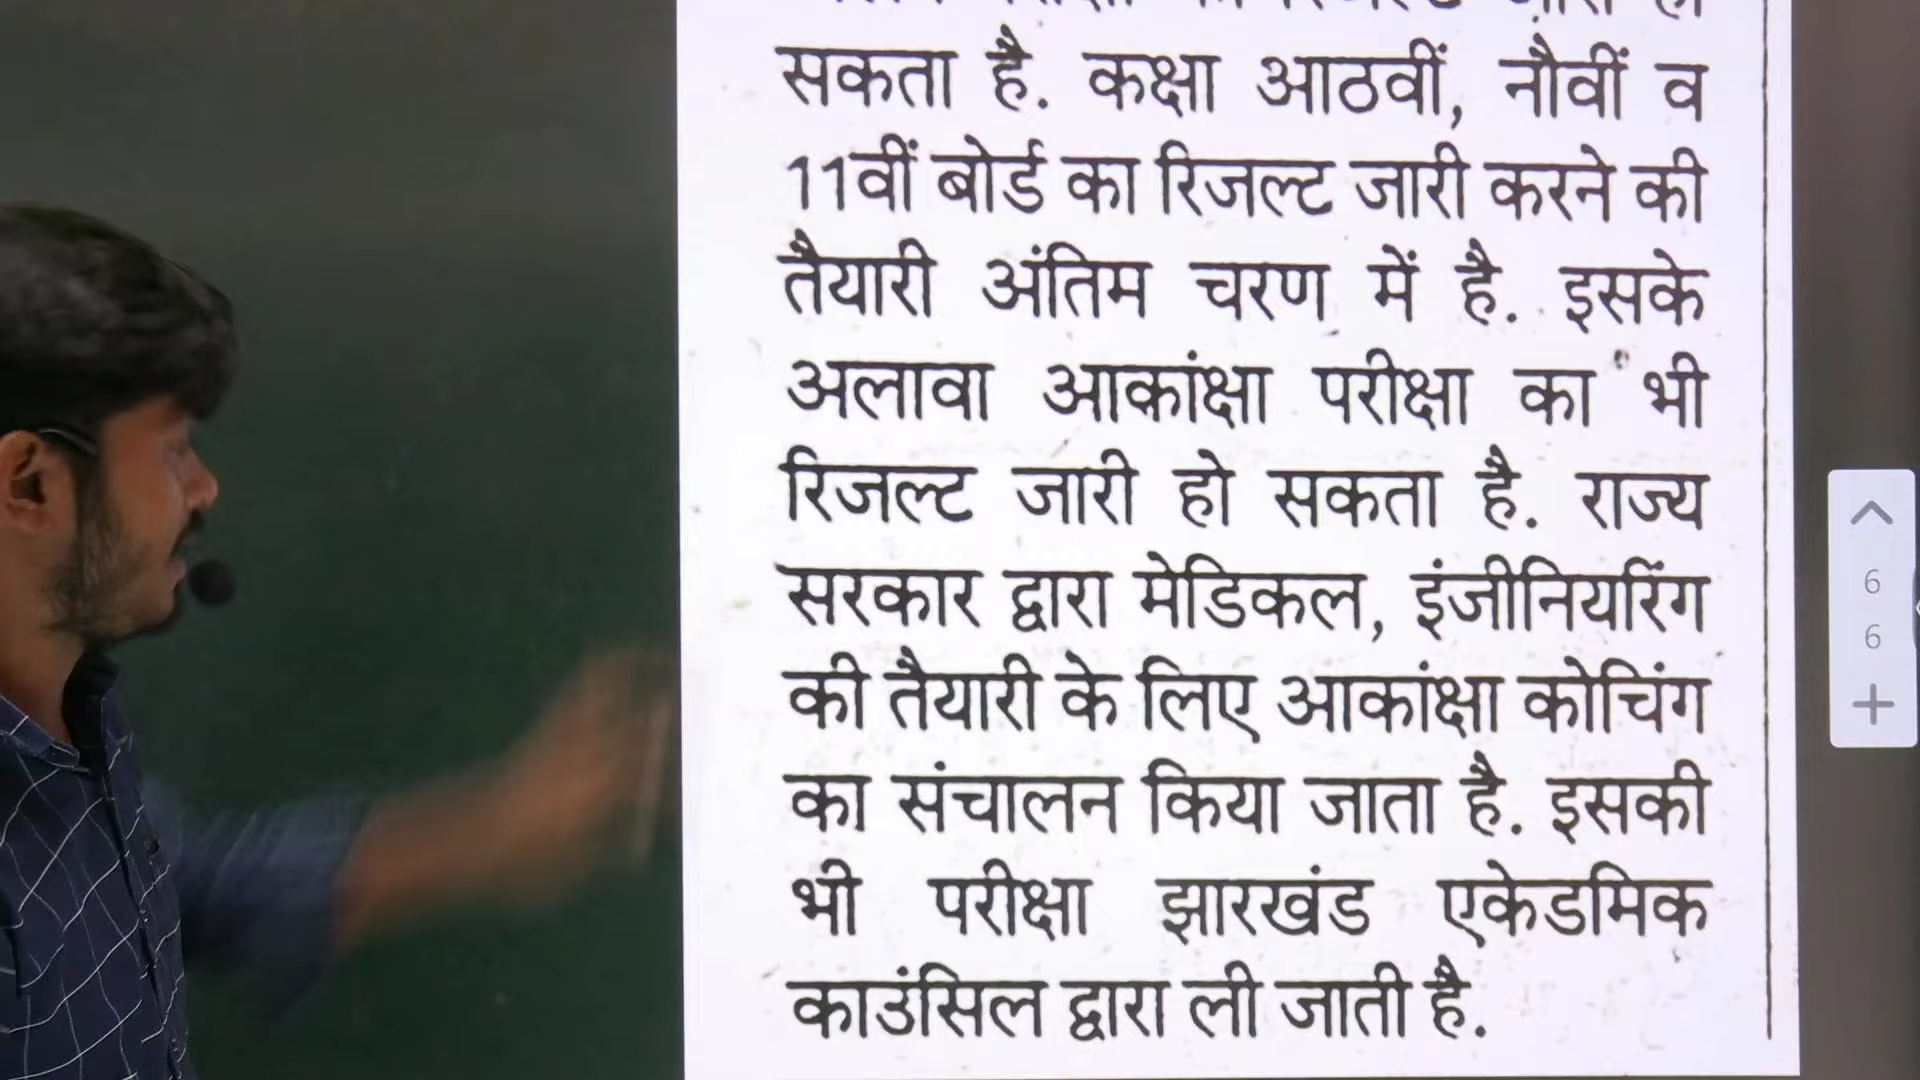 सकता है. कक्षा आठवीं, नौवीं व
11वीं बोर्ड का रिजल्ट जारी करने की
तैयारी अंतिम चरण में है. इसके
अलावा आकांक्षा परीक्षा का भी
रिजल्ट जारी हो सकता है. राज्य
सरकार द्वारा मेडिकल, इंजीनियरिंग
की तैयारी के लिए आकांक्षा कोचिंग
का संचालन किया जाता है. इसकी
भी परीक्षा झारखंड एकेडमिक
काउंसिल द्वारा ली जाती है.
6
6